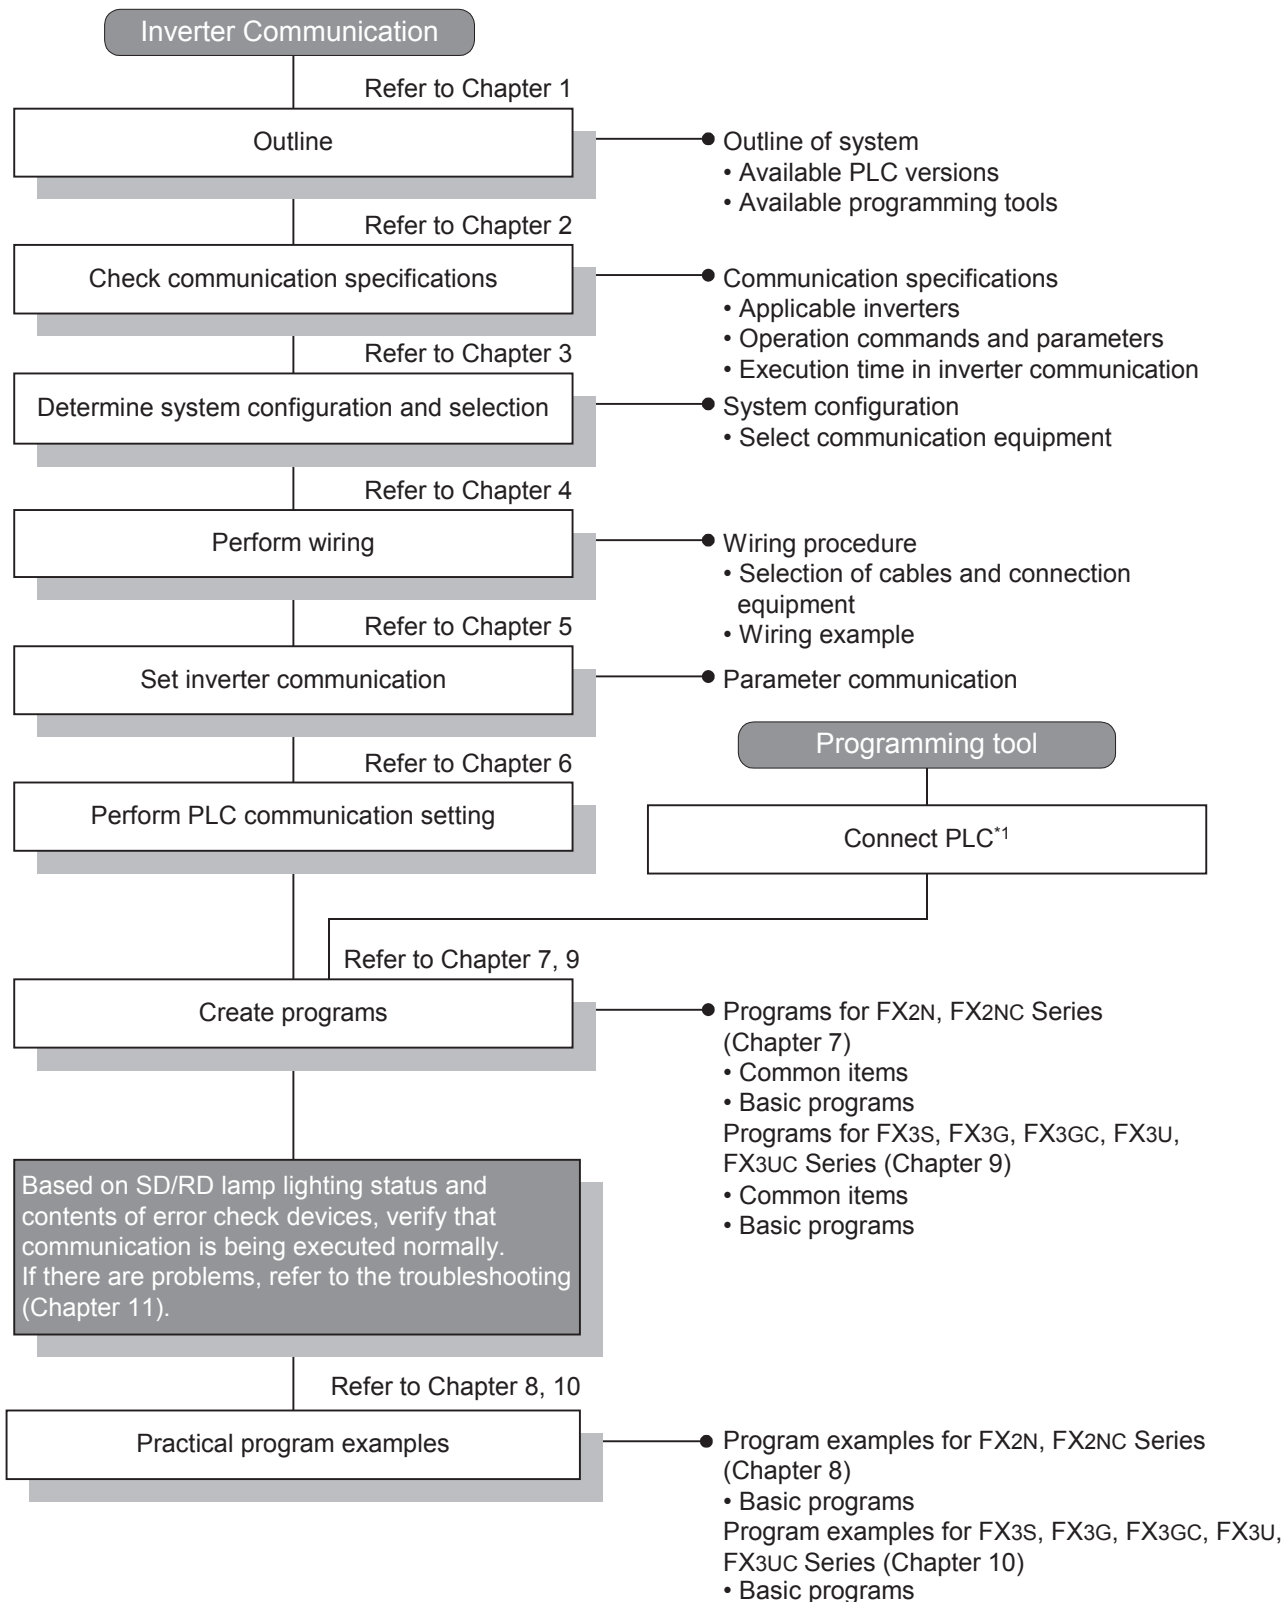 Inverter Communication
Refer to Chapter 1
Outline
Outline of system
• Available PLC versions
• Available programming tools
Refer to Chapter 2
Check communication specifications
Communication specifications
• Applicable inverters
• Operation commands and parameters
• Execution time in inverter communication
Refer to Chapter 3
Determine system configuration and selection
System configuration
• Select communication equipment
Refer to Chapter 4
Perform wiring
Wiring procedure
• Selection of cables and connection
equipment
• Wiring example
Refer to Chapter 5
Set inverter communication
Parameter communication
Programming tool
Refer to Chapter 6
Perform PLC communication setting
Connect PLC*1
Refer to Chapter 7, 9
Create programs
Programs for FX2N, FX2NC Series
(Chapter 7)
• Common items
• Basic programs
Programs for FX3S, FX3G, FX3GC, FX3U,
FX3UC Series (Chapter 9)
• Common items
• Basic programs
Based on SD/RD lamp lighting status and
contents of error check devices, verify that
communication is being executed normally.
If there are problems, refer to the troubleshooting
(Chapter 11).
Refer to Chapter 8, 10
Practical program examples
Program examples for FX2N, FX2NC Series
(Chapter 8)
• Basic programs
Program examples for FX3S, FX3G, FX3GC, FX3U,
FX3UC Series (Chapter 10)
• Basic programs